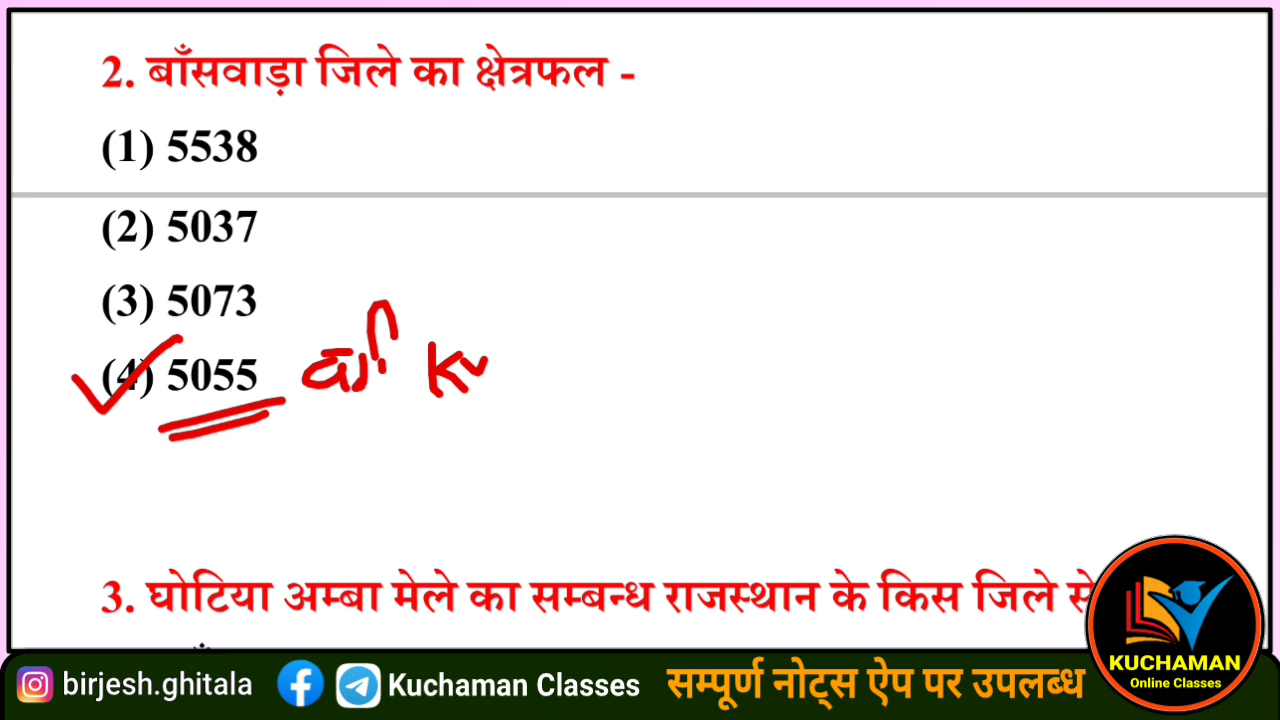 2. बाँसवाड़ा जिले का क्षेत्रफल -
(1) 5538
(2) 5037
(3) 5073
(4) 5055 वर्ग
3. घोटिया अम्बा मेले का सम्बन्ध राजस्थान के किस जिले से
KUCHAMAN
Online Classes
birjesh.ghitala Kuchaman Classes सम्पूर्ण नोट्स ऐप पर उपलब्ध